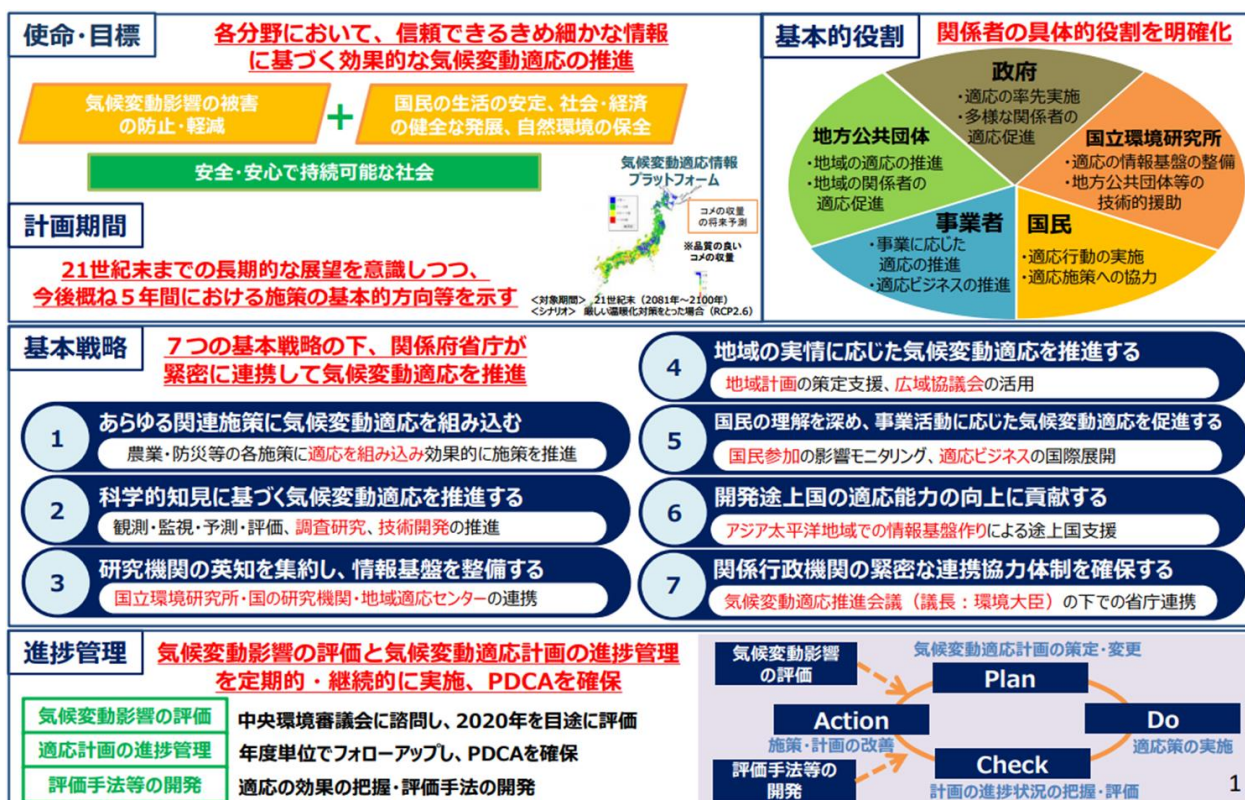 使命・目標
各分野において、信頼できるきめ細かな情報
に基づく効果的な気候変動適応の推進
気候変動影響の被害
の防止・軽減
+
国民の生活の安定、社会・経済
の健全な発展、自然環境の保全
安全・安心で持続可能な社会
気候変動適応情報
プラットフォーム
コメの収量
の将来予測
※品質の良い
コメの収量
計画期間
21世紀末までの長期的な展望を意識しつつ、
今後概ね５年間における施策の基本的方向等を示す
<対象期間> 21世紀末（2081年～2100年）
<シナリオ> 厳しい温暖化対策をとった場合（RCP2.6）
基本的役割
関係者の具体的役割を明確化
政府
・適応の率先実施
・多様な関係者の
適応促進
地方公共団体
・地域の適応の推進
・地域の関係者の
適応促進
国立環境研究所
・適応の情報基盤の整備
・地方公共団体等の
技術的援助
事業者
・事業に応じた
適応の推進
・適応ビジネスの推進
国民
・適応行動の実施
・適応施策への協力
基本戦略
７つの基本戦略の下、関係府省庁が
緊密に連携して気候変動適応を推進
1
あらゆる関連施策に気候変動適応を組み込む
農業・防災等の各施策に適応を組み込み効果的に施策を推進
2
科学的知見に基づく気候変動適応を推進する
観測・監視・予測・評価、調査研究、技術開発の推進
3
研究機関の英知を集約し、情報基盤を整備する
国立環境研究所・国の研究機関・地域適応センターの連携
4
地域の実情に応じた気候変動適応を推進する
地域計画の策定支援、広域協議会の活用
5
国民の理解を深め、事業活動に応じた気候変動適応を促進する
国民参加の影響モニタリング、適応ビジネスの国際展開
6
開発途上国の適応能力の向上に貢献する
アジア太平洋地域での情報基盤作りによる途上国支援
7
関係行政機関の緊密な連携協力体制を確保する
気候変動適応推進会議（議長：環境大臣）の下での省庁連携
進捗管理
気候変動影響の評価と気候変動適応計画の進捗管理
を定期的・継続的に実施、PDCAを確保
気候変動影響の評価
中央環境審議会に諮問し、2020年を目途に評価
適応計画の進捗管理
年度単位でフォローアップし、PDCAを確保
評価手法等の開発
適応の効果の把握・評価手法の開発
気候変動影響
の評価
気候変動適応計画の策定・変更
Plan
Action
施策・計画の改善
Do
適応策の実施
評価手法等の
開発
Check
計画の進捗状況の把握・評価
1